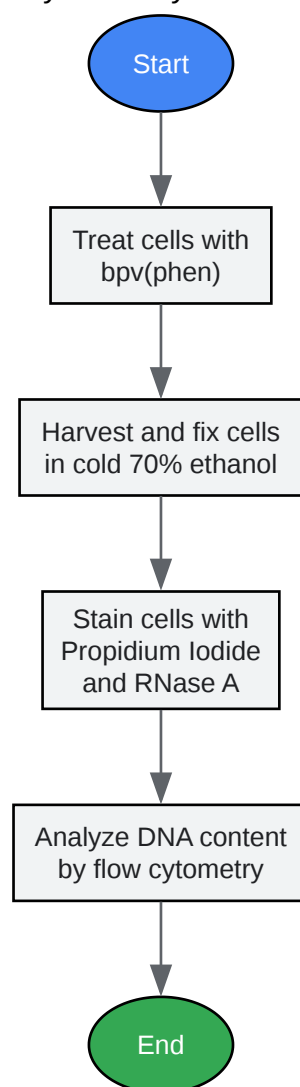 Start
Treat cells with
bpv(phen)
Harvest and fix cells
in cold 70% ethanol
Stain cells with
Propidium Iodide
and RNase A
Analyze DNA content
by flow cytometry
End